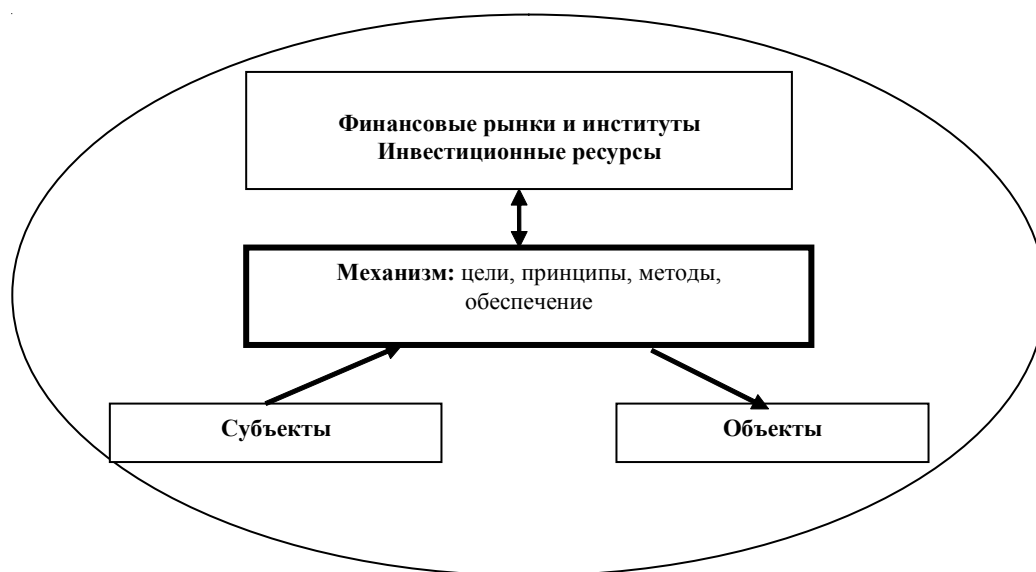 Финансовые рынки и институты
Инвестиционные ресурсы
Механизм: цели, принципы, методы,
обеспечение
Субъекты
Объекты